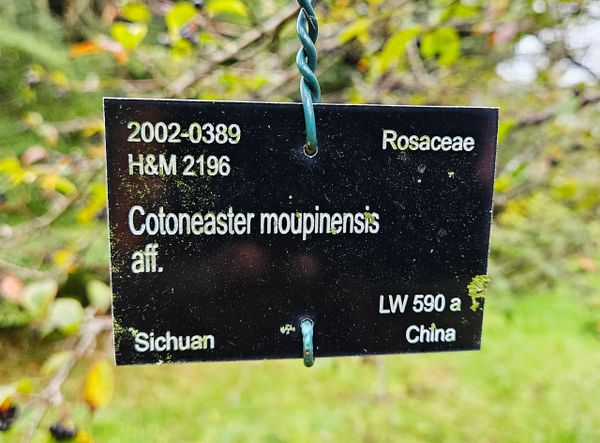 2002-0389 Rosaceae
H&M 2196
Cotoneaster moupinensis
aff.
LW 590 a
Sichuan China